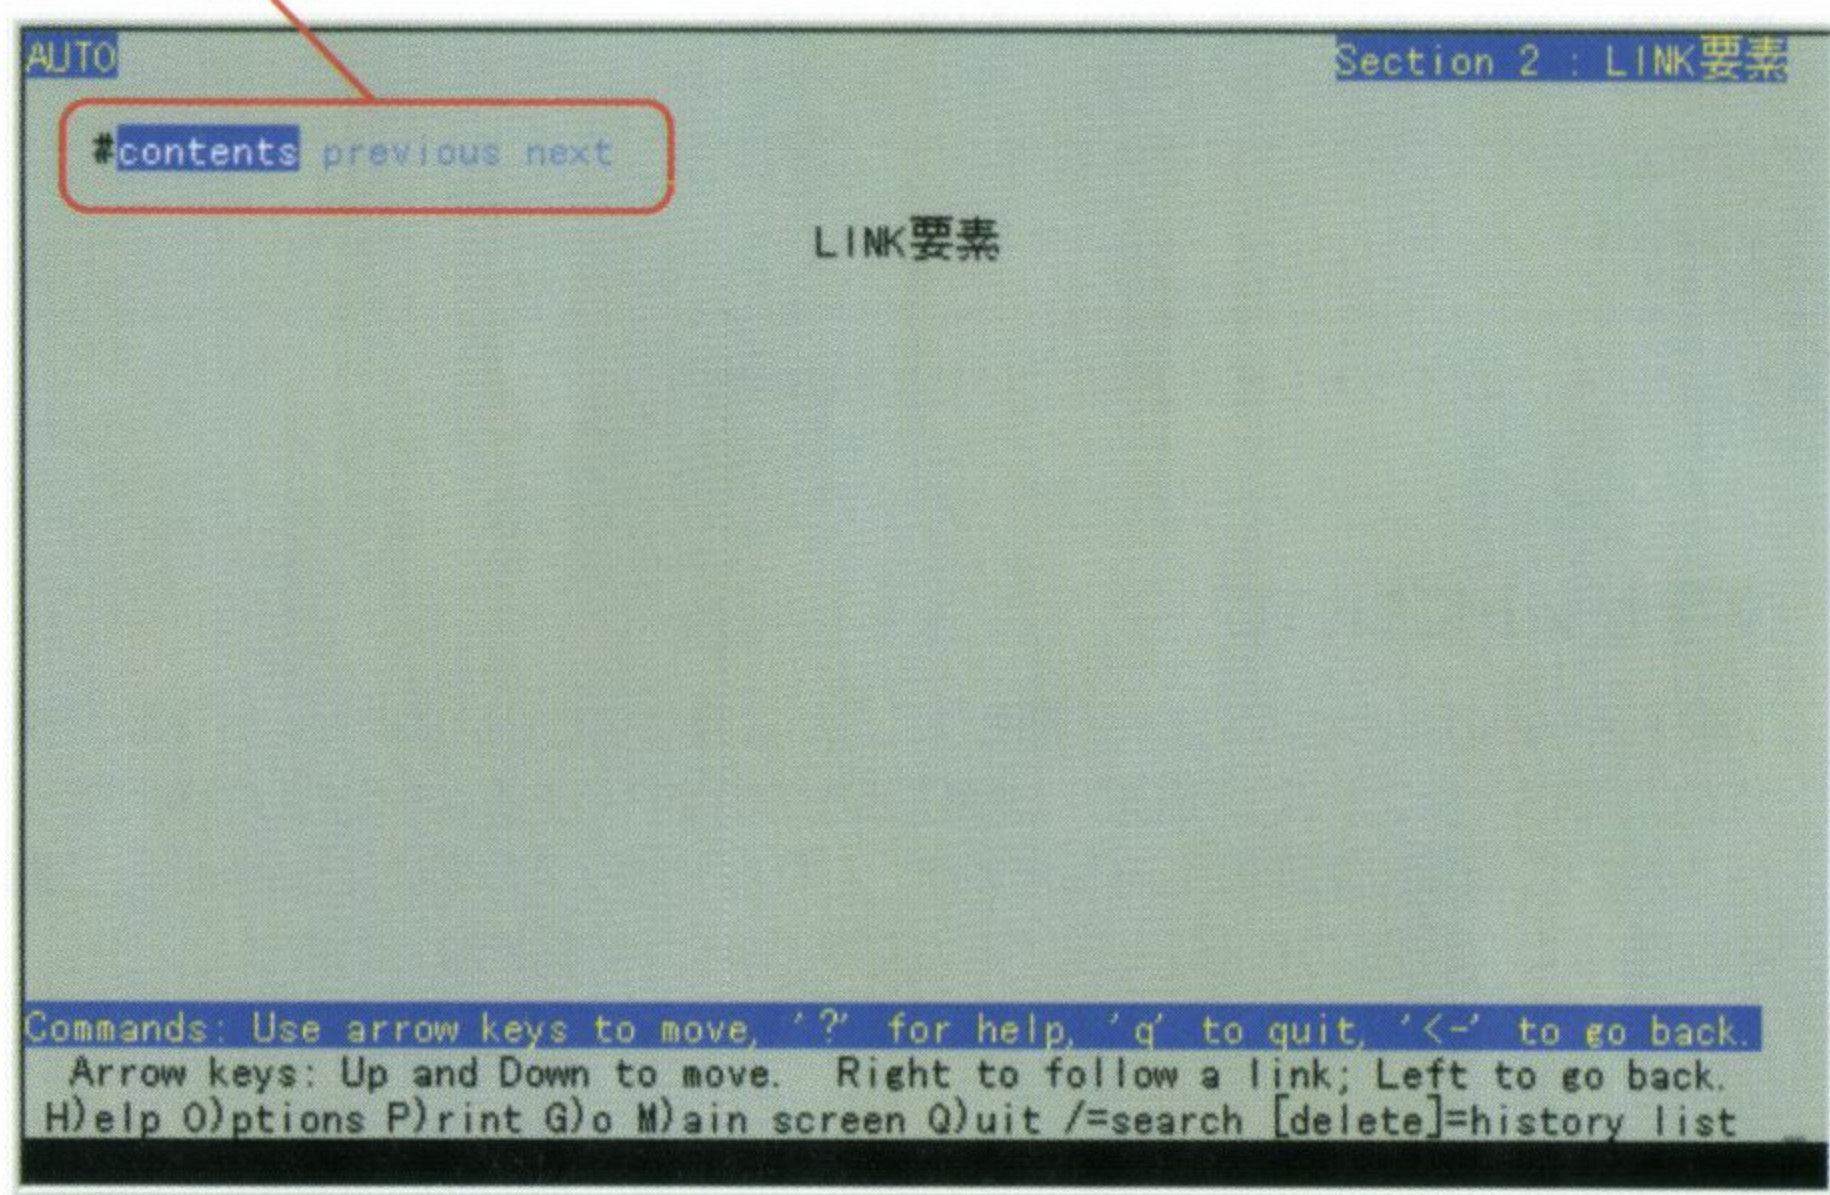 AUTO Section 2 : LINK要素
#contents previous next
LINK要素
Commands: Use arrow keys to move, '?' for help, 'q' to quit, '<-' to go back.
Arrow keys: Up and Down to move. Right to follow a link; Left to go back.
H)elp O)ptions P)rint G)o M)ain screen Q)uit /=search [delete]=history list